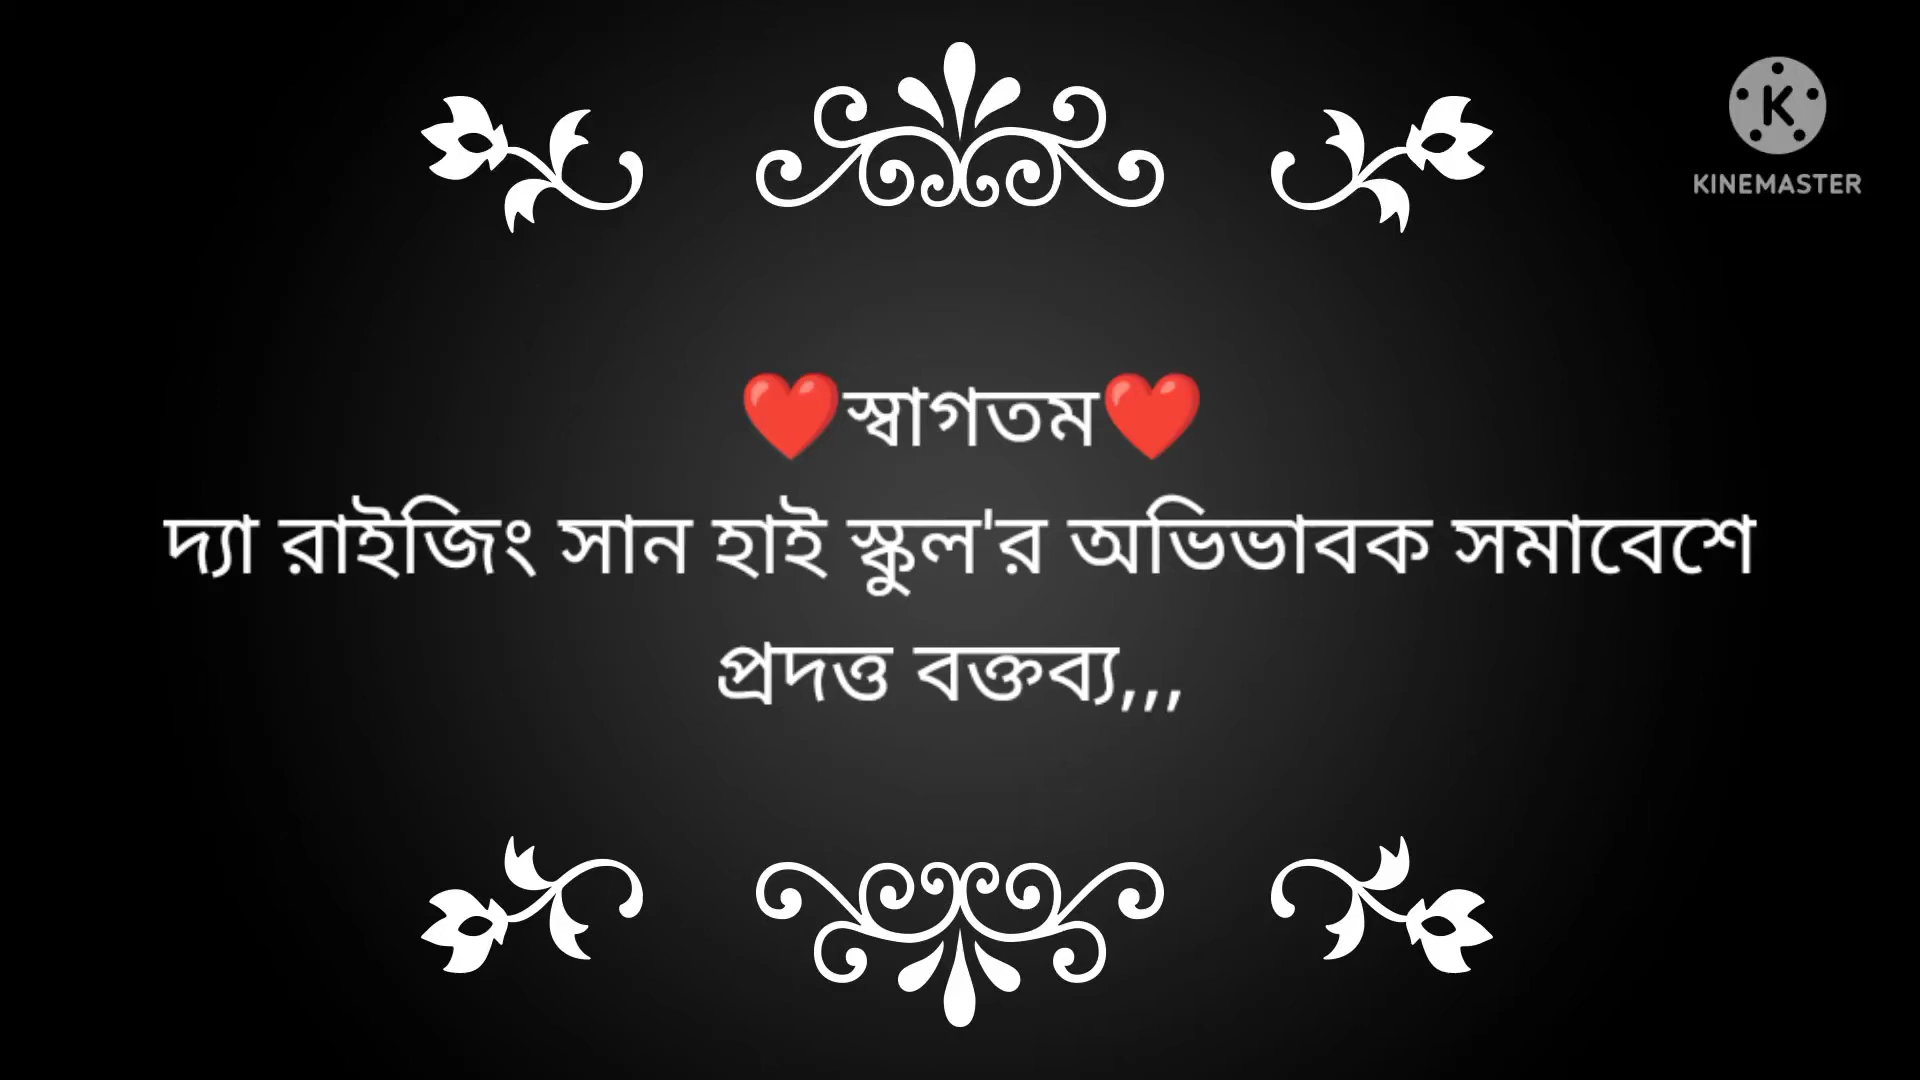 KINEMASTER
❤️স্বাগতম❤️
দ্যা রাইজিং সান হাই স্কুল'র অভিভাবক সমাবেশে
প্রদত্ত বক্তব্য,,,